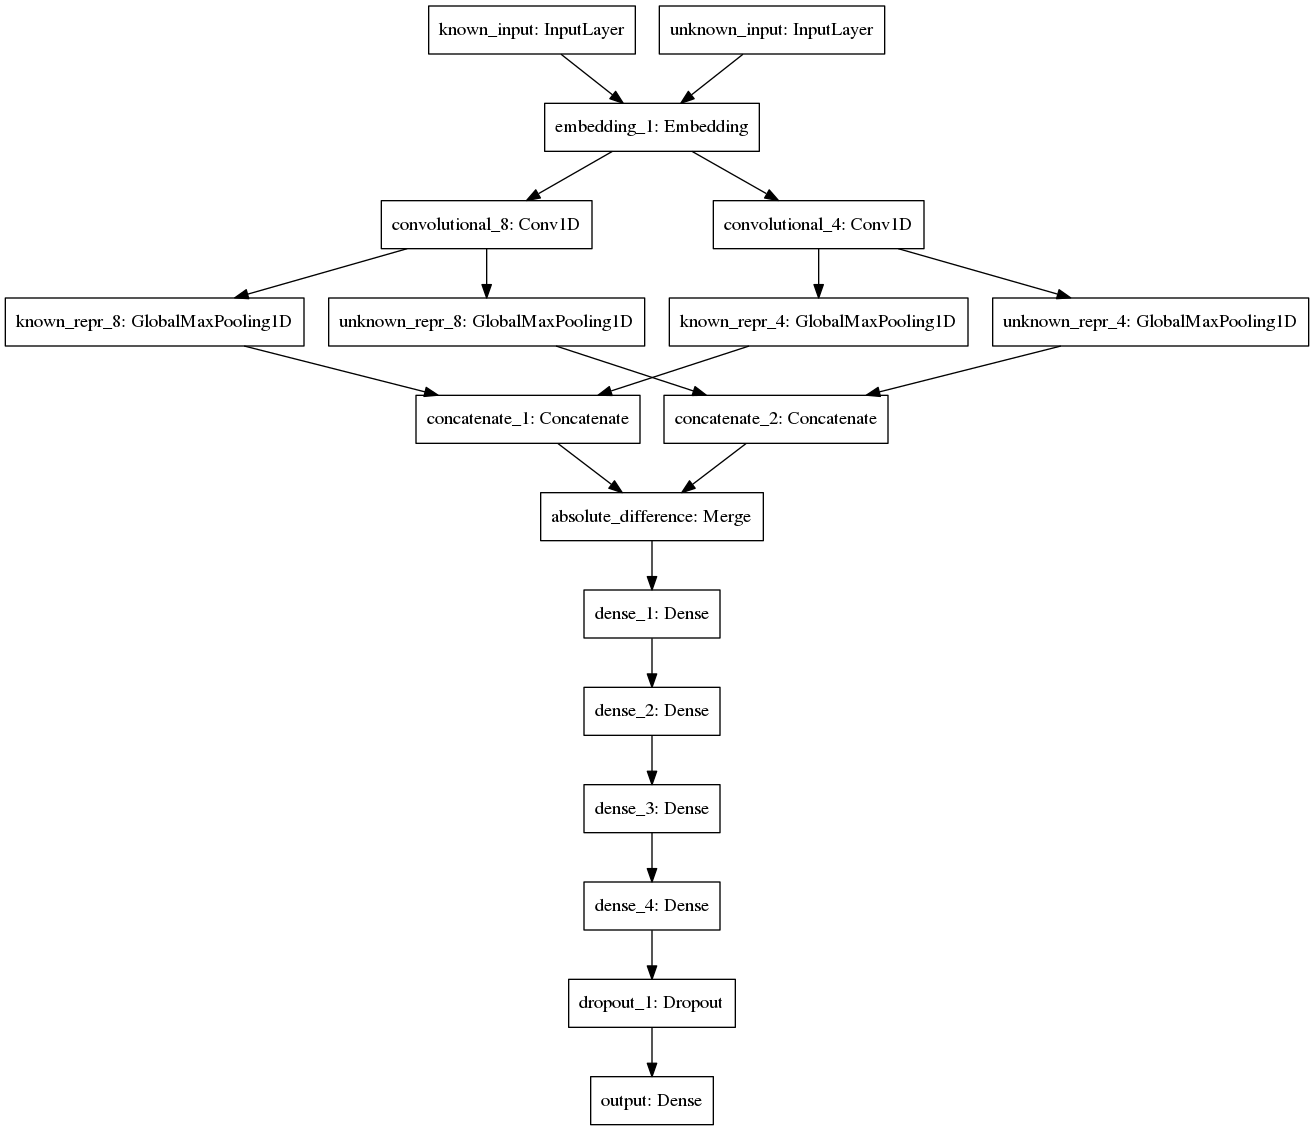 known_input: InputLayer
unknown_input: InputLayer
embedding_1: Embedding
convolutional_8: Conv1D
convolutional_4: Conv1D
known_repr_8: GlobalMaxPooling1D
unknown_repr_8: GlobalMaxPooling1D
known_repr_4: GlobalMaxPooling1D
unknown_repr_4: GlobalMaxPooling1D
concatenate_1: Concatenate
concatenate_2: Concatenate
absolute_difference: Merge
dense_1: Dense
dense_2: Dense
dense_3: Dense
dense_4: Dense
dropout_1: Dropout
output: Dense